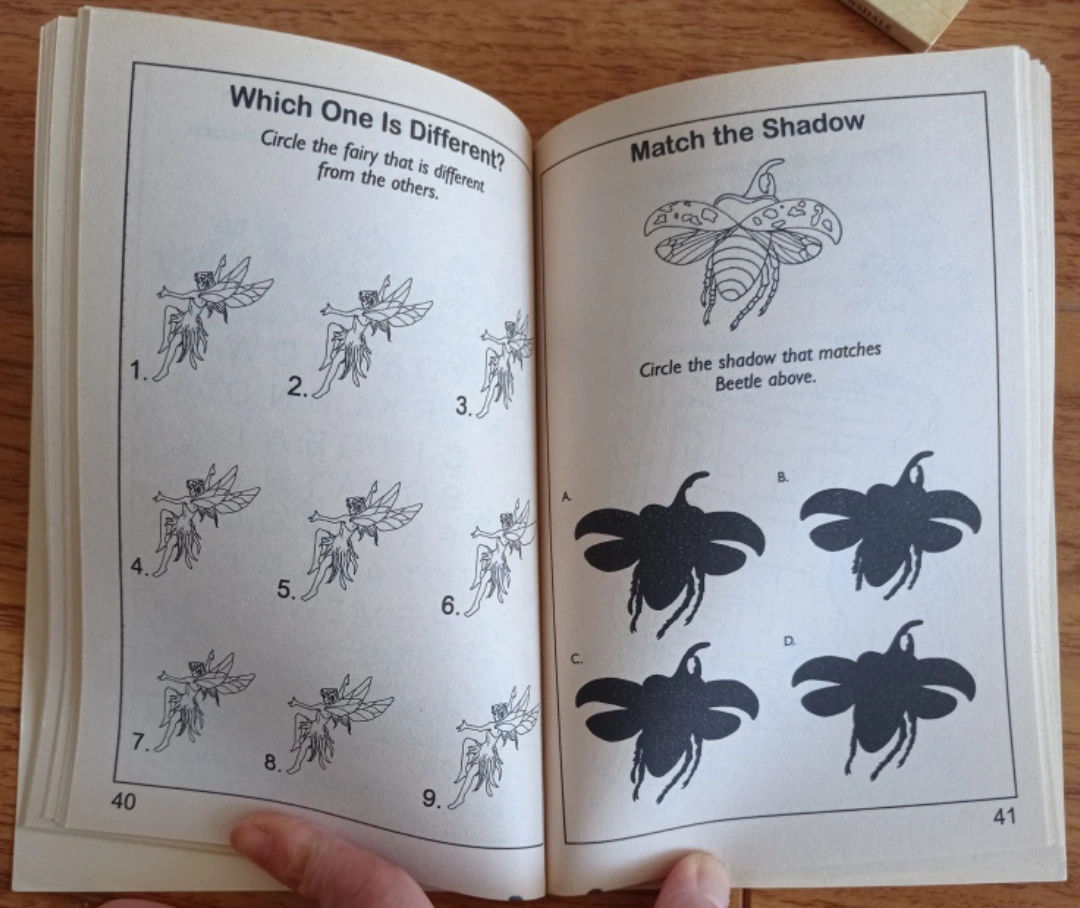 Which One Is Different?
Circle the fairy that is different
from the others.
1.
2.
3.
4.
5.
6.
7.
8.
9.
40
Match the Shadow
Circle the shadow that matches
Beetle above.
A.
B.
C.
D.
41